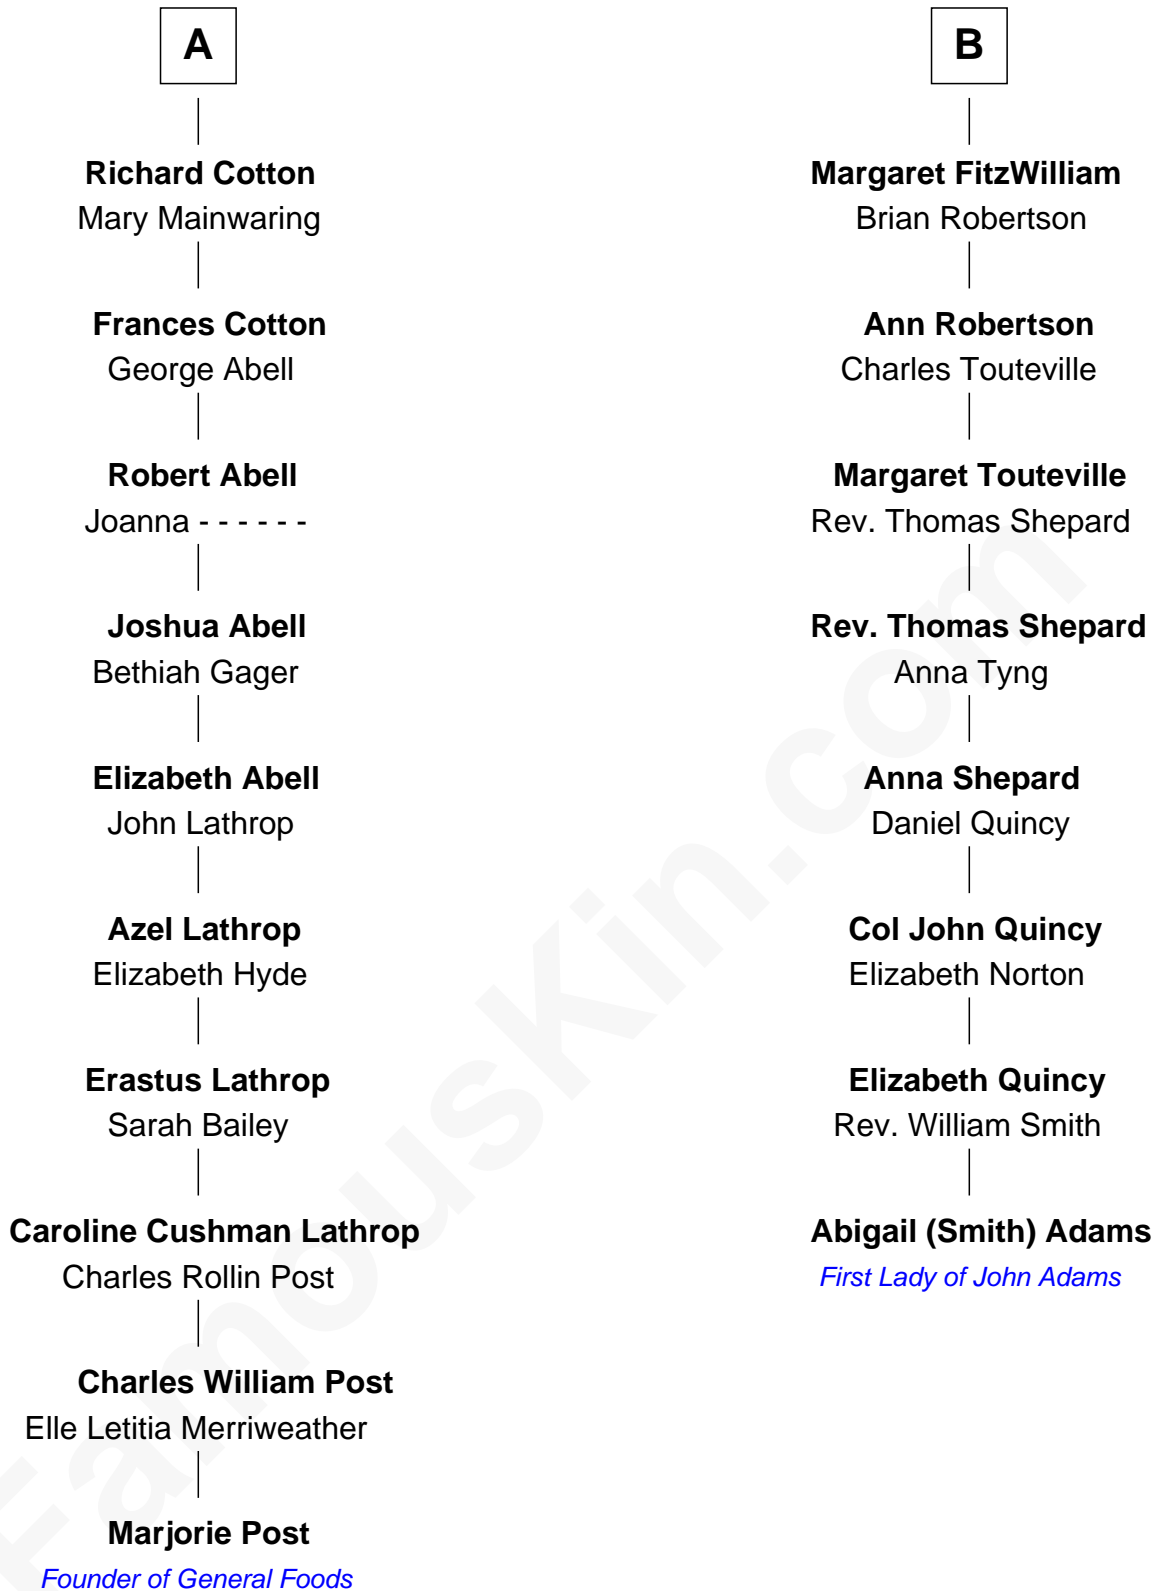 A
Richard Cotton
Mary Mainwaring
Frances Cotton
George Abell
Robert Abell
Joanna - - - - - -
Joshua Abell
Bethiah Gager
Elizabeth Abell
John Lathrop
Azel Lathrop
Elizabeth Hyde
Erastus Lathrop
Sarah Bailey
Caroline Cushman Lathrop
Charles Rollin Post
Charles William Post
Elle Letitia Merriweather
Marjorie Post
Founder of General Foods
B
Margaret FitzWilliam
Brian Robertson
Ann Robertson
Charles Touteville
Margaret Touteville
Rev. Thomas Shepard
Rev. Thomas Shepard
Anna Tyng
Anna Shepard
Daniel Quincy
Col John Quincy
Elizabeth Norton
Elizabeth Quincy
Rev. William Smith
Abigail (Smith) Adams
First Lady of John Adams
FamousKin.com